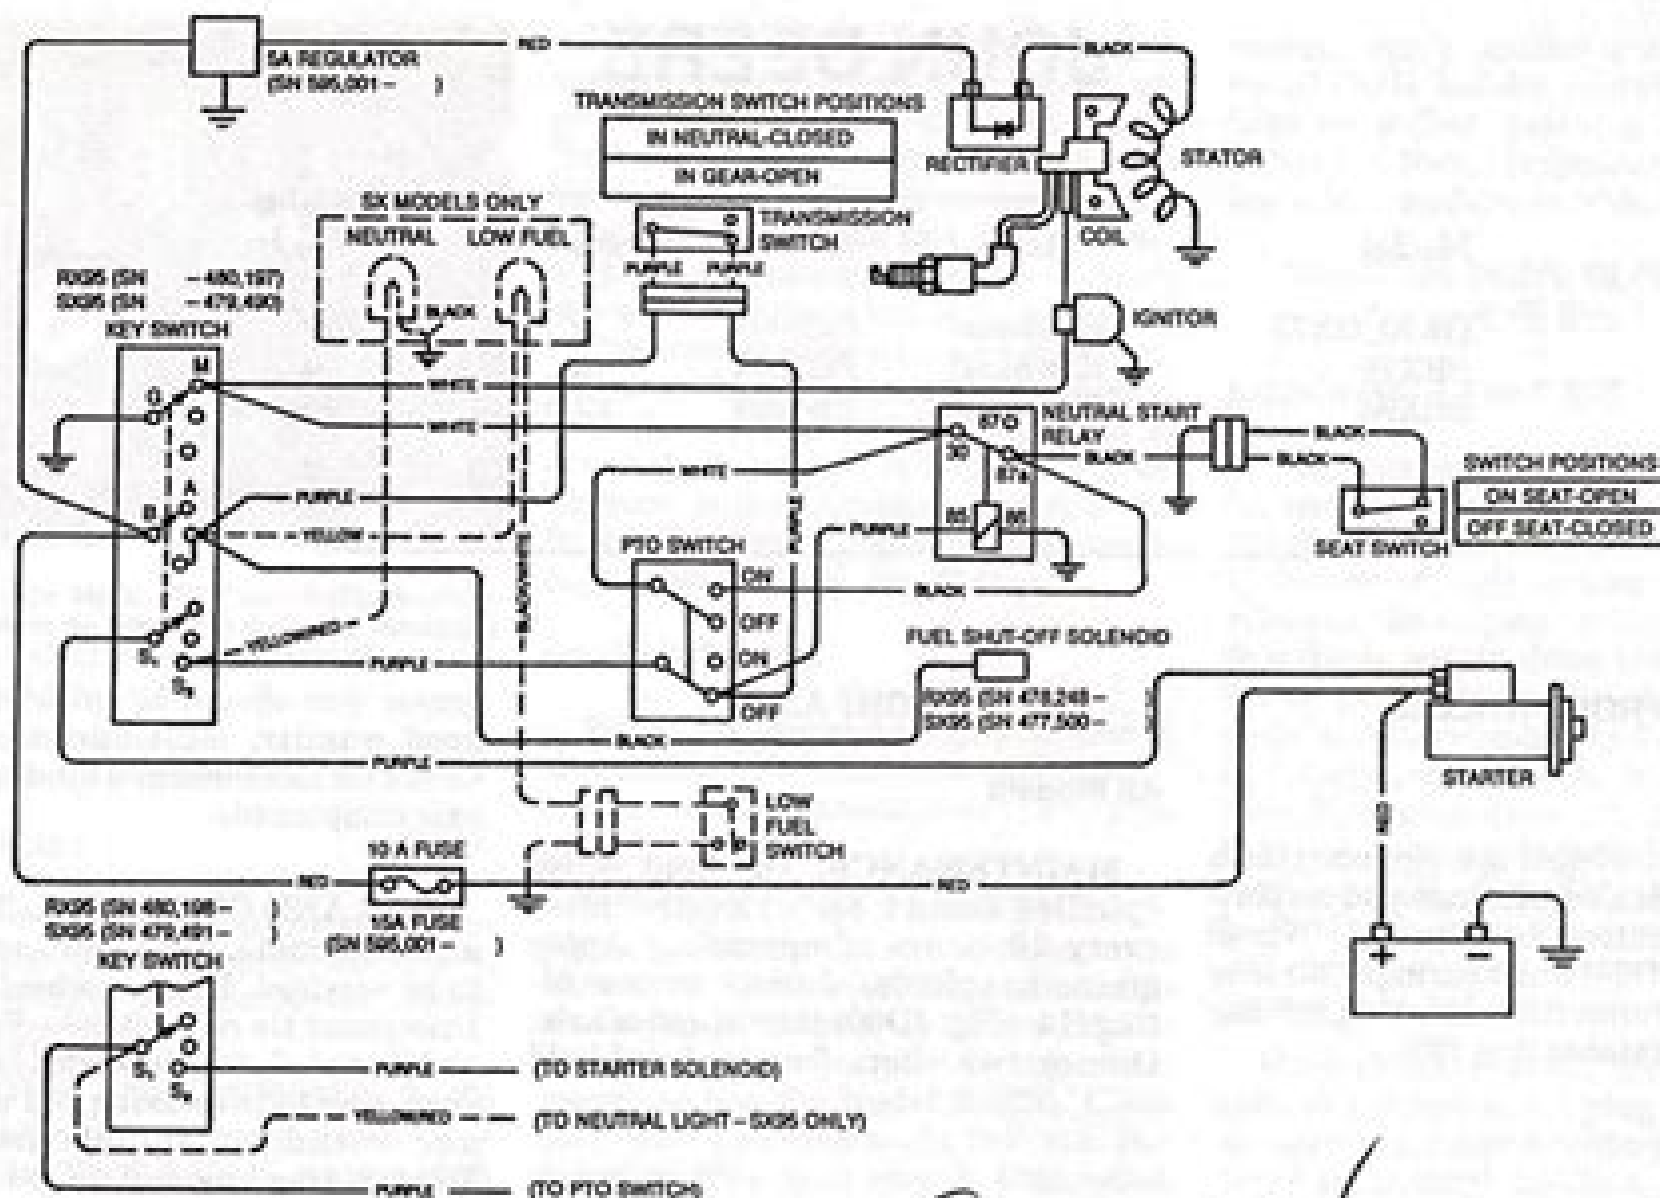 RED
BLACK
5A REGULATOR
(SN 595,001 –      )
TRANSMISSION SWITCH POSITIONS
IN NEUTRAL-CLOSED
IN GEAR-OPEN
RECTIFIER
STATOR
COIL
SX MODELS ONLY
NEUTRAL    LOW FUEL
TRANSMISSION
SWITCH
PURPLE    PURPLE
BLACK
IGNITOR
RX95 (SN      – 480,197)
SX95 (SN      – 479,490)
KEY SWITCH
M
G
WHITE
WHITE
NEUTRAL START
RELAY
87
30
87a
BLACK
WHITE
BLACK
BLACK
SWITCH POSITIONS
ON SEAT-OPEN
OFF SEAT-CLOSED
SEAT SWITCH
A
B
PURPLE
YELLOW
PURPLE
PURPLE
85
86
PTO SWITCH
ON
OFF
ON
OFF
BLACK
BLACK/WHITE
YELLOW/RED
PURPLE
S
S
FUEL SHUT-OFF SOLENOID
RX95 (SN 478,248 –
SX95 (SN 477,500 –
BLACK
PURPLE
STARTER
RED
LOW
FUEL
SWITCH
10 A FUSE
RED
RED
15A FUSE
(SN 595,001 –      )
+    –
RX95 (SN 480,198 –      )
SX95 (SN 479,491 –      )
KEY SWITCH
S
S
PURPLE    (TO STARTER SOLENOID)
YELLOW/RED    (TO NEUTRAL LIGHT – SX95 ONLY)
PURPLE    (TO PTO SWITCH)